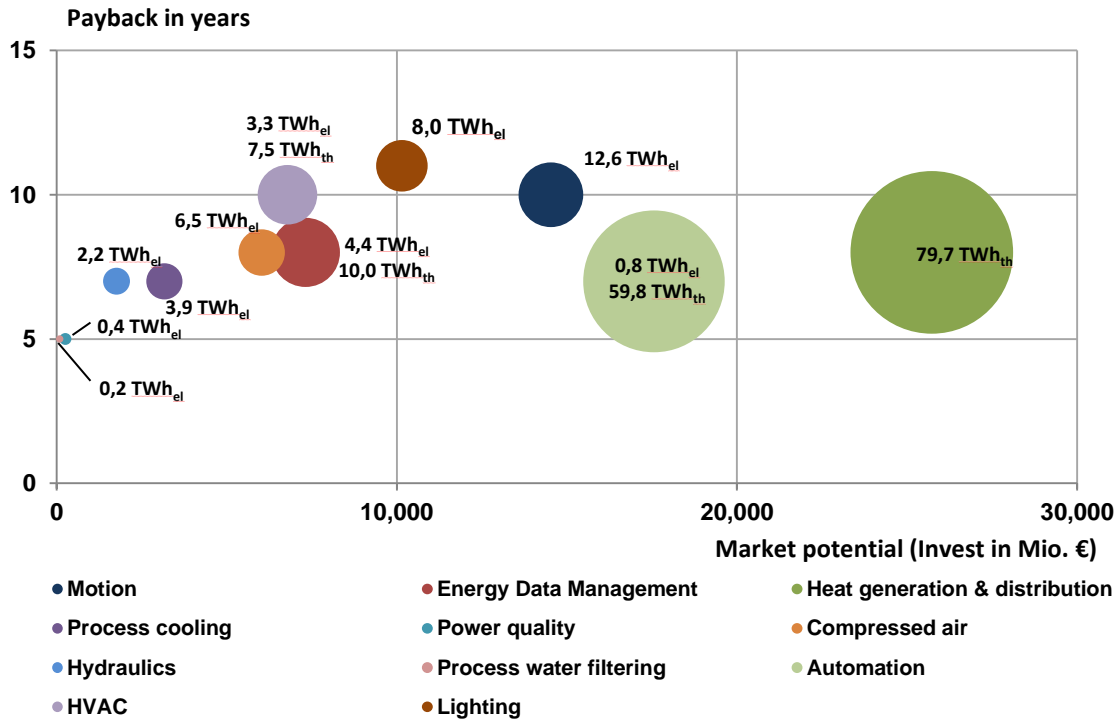 Payback in years
15
10
5
0
3,3 TWhel
7,5 TWhth
8,0 TWhel
12,6 TWhel
6,5 TWhel
2,2 TWhel
4,4 TWhel
10,0 TWhth
0,8 TWhel
59,8 TWhth
79,7 TWhth
3,9 TWhel
0,4 TWhel
0,2 TWhel
0 10,000 20,000 30,000
Market potential (Invest in Mio. €)
Motion Energy Data Management Heat generation & distribution
Process cooling Power quality Compressed air
Hydraulics Process water filtering Automation
HVAC Lighting